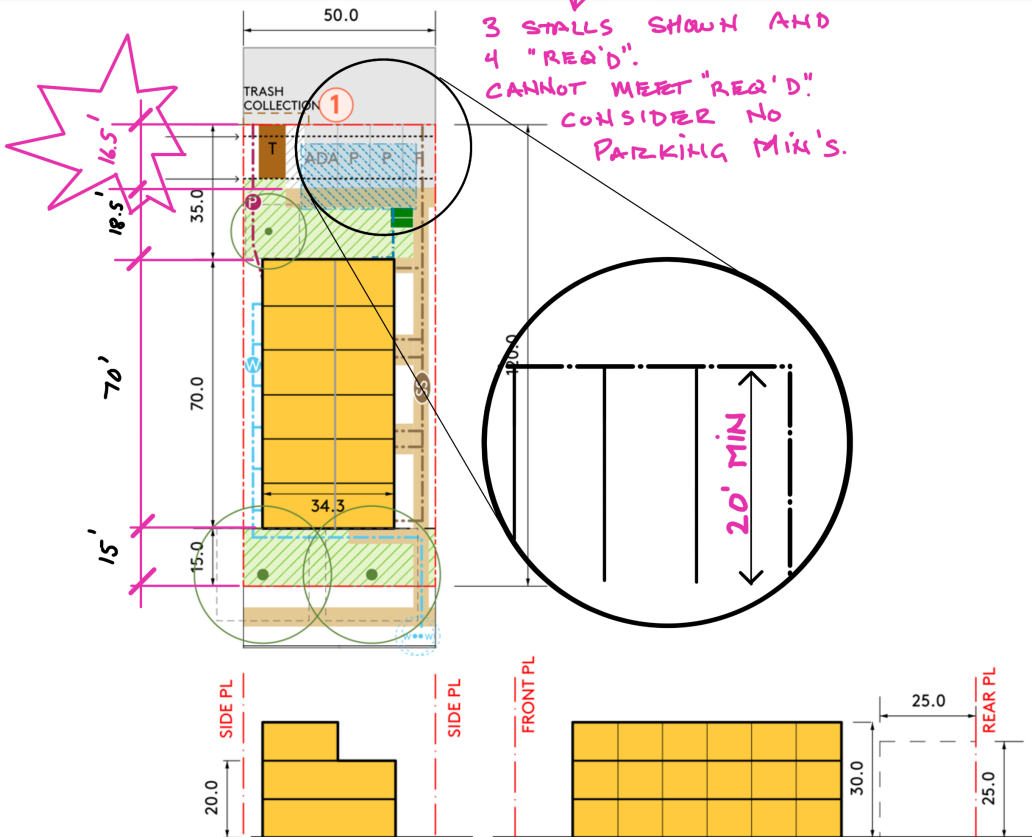 50.0
3 STALLS SHOWN AND
4 "REQ'D".
CANNOT MEET "REQ'D".
CONSIDER NO
PARKING MIN'S.
TRASH
COLLECTION
1
T
ADA P P P
16.5'
18.5'
35.0
P
70'
70.0
W
SS
120.0
20' MIN
34.3
15'
15.0
W W
SIDE PL
SIDE PL
FRONT PL
REAR PL
25.0
20.0
30.0
25.0